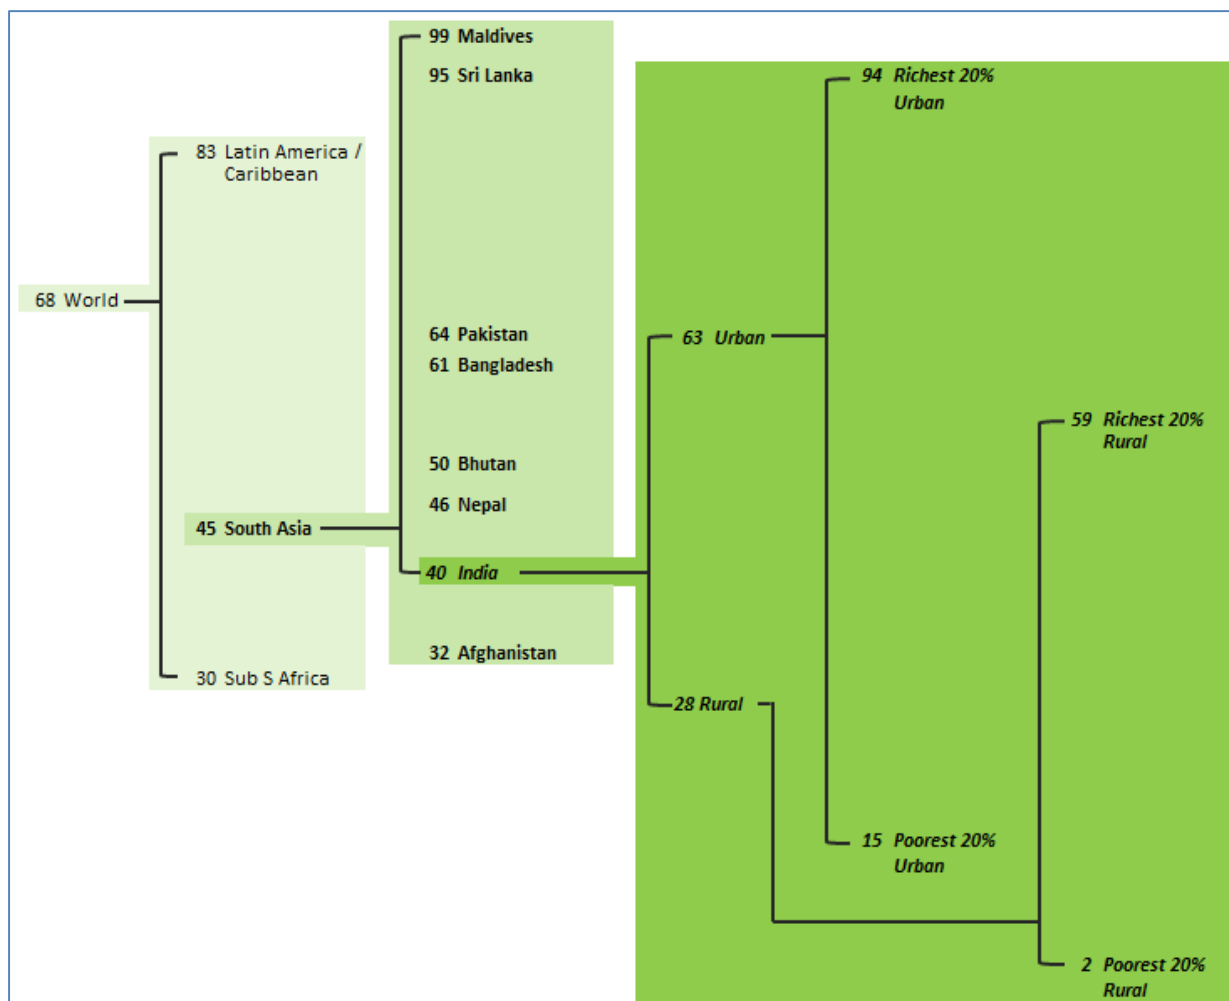 68 World
83 Latin America /
Caribbean
45 South Asia
30 Sub S Africa
99 Maldives
95 Sri Lanka
64 Pakistan
61 Bangladesh
50 Bhutan
46 Nepal
40 India
32 Afghanistan
63 Urban
28 Rural
94 Richest 20%
Urban
15 Poorest 20%
Urban
59 Richest 20%
Rural
2 Poorest 20%
Rural